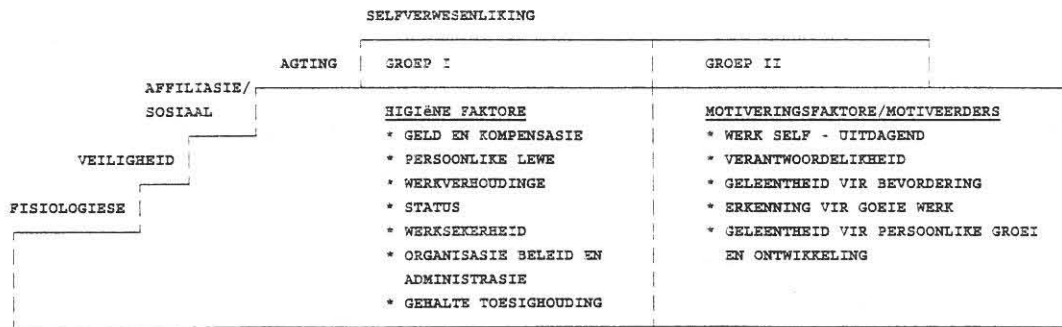 SELFVERWESENLIKING
AGTING
GROEP I
GROEP II
AFFILIASIE/
SOSIAAL
VEILIGHEID
FISIOLOGIESE
HIGIëNE FAKTORE
* GELD EN KOMPENSASIE
* PERSOONLIKE LEWE
* WERKVERHOUDINGE
* STATUS
* WERKSEKERHEID
* ORGANISASIE BELEID EN
ADMINISTRASIE
* GEHALTE TOESIGHOUDING
MOTIVERINGSFAKTORE/MOTIVEERDERS
* WERK SELF - UITDAGEND
* VERANTWOORDELIKHEID
* GELEENTHEID VIR BEVORDERING
* ERKENNING VIR GOEIE WERK
* GELEENTHEID VIR PERSOONLIKE GROEI
EN ONTWIKKELING